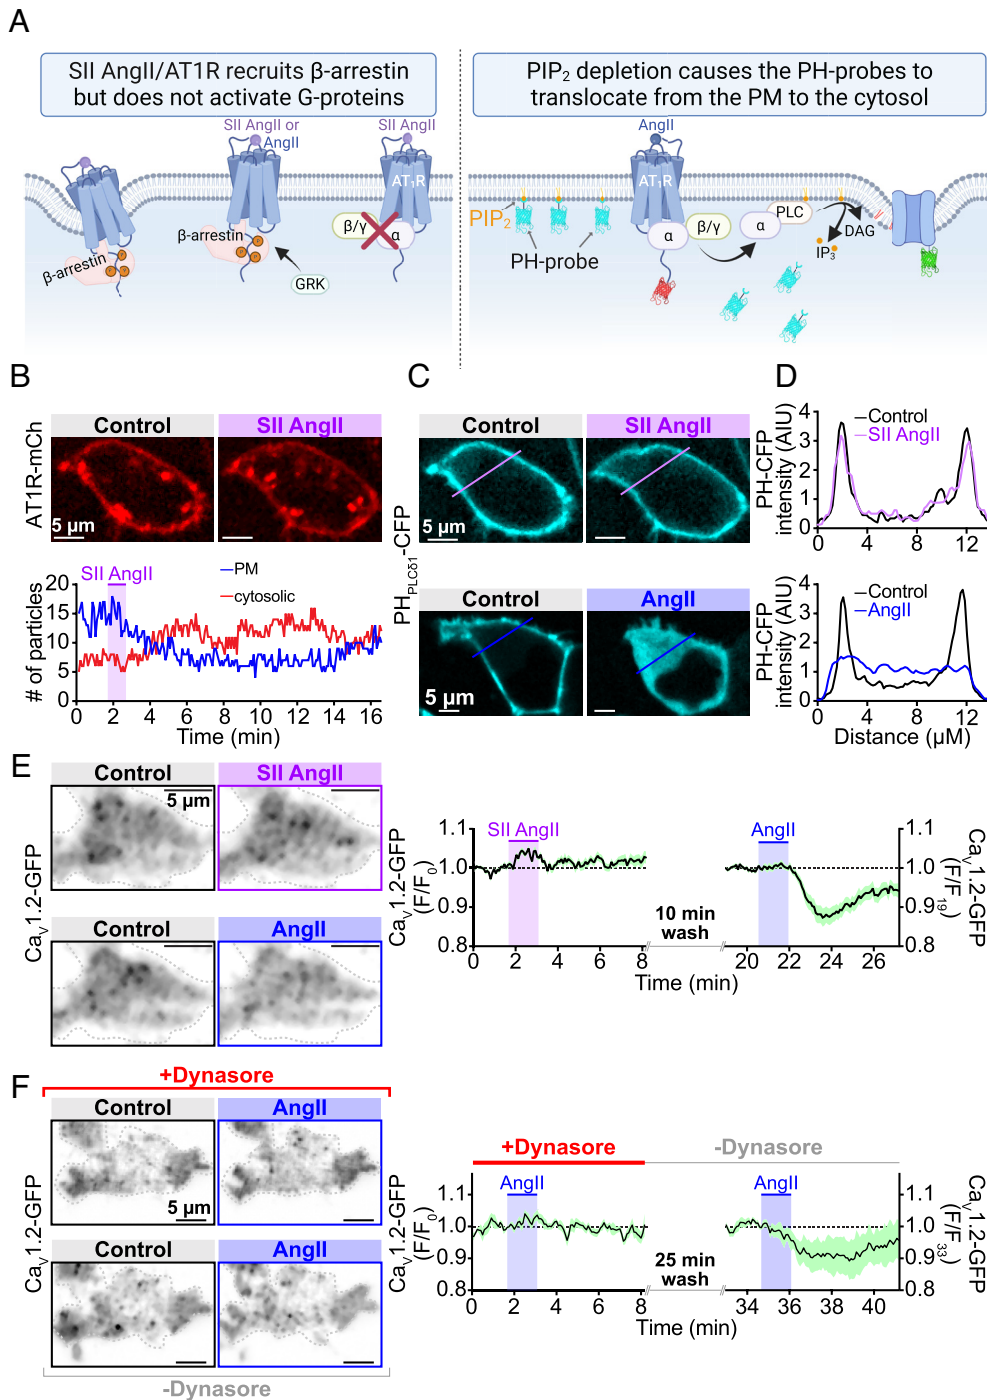 A
SII AngII/AT1R recruits β-arrestin
but does not activate G-proteins
SII AngII or
AngII
SII AngII
AT₁R
β/γ
α
β-arrestin
β-arrestin
GRK
P
P
P
P
P
P
PIP₂ depletion causes the PH-probes to
translocate from the PM to the cytosol
AngII
AT₁R
PIP₂
PH-probe
α
β/γ
α
PLC
DAG
IP₃
B
Control
SII AngII
AT1R-mCh
5 µm
SII AngII
PM
cytosolic
# of particles
20
15
10
5
0
0 2 4 6 8 10 12 14 16
Time (min)
C
Control
SII AngII
5 µm
PH PLCδ1-CFP
Control
AngII
5 µm
D
PH-CFP
intensity (AIU)
4
3
2
1
0
Control
SII AngII
0 6 12
PH-CFP
intensity (AIU)
4
3
2
1
0
Control
AngII
0 6 12
Distance (µM)
E
Control
SII AngII
5 µm
CaV1.2-GFP
Control
AngII
CaV1.2-GFP
(F/F0)
1.1
1.0
0.9
0.8
SII AngII
AngII
10 min
wash
0 2 4 6 8
20 22 24 26
Time (min)
1.1
1.0
0.9
0.8
CaV1.2-GFP
(F/F19)
F
+Dynasore
Control
AngII
5 µm
CaV1.2-GFP
Control
AngII
-Dynasore
+Dynasore
-Dynasore
CaV1.2-GFP
(F/F0)
1.1
1.0
0.9
0.8
AngII
AngII
25 min
wash
0 2 4 6 8
34 36 38 40
Time (min)
1.1
1.0
0.9
0.8
CaV1.2-GFP
(F/F33)